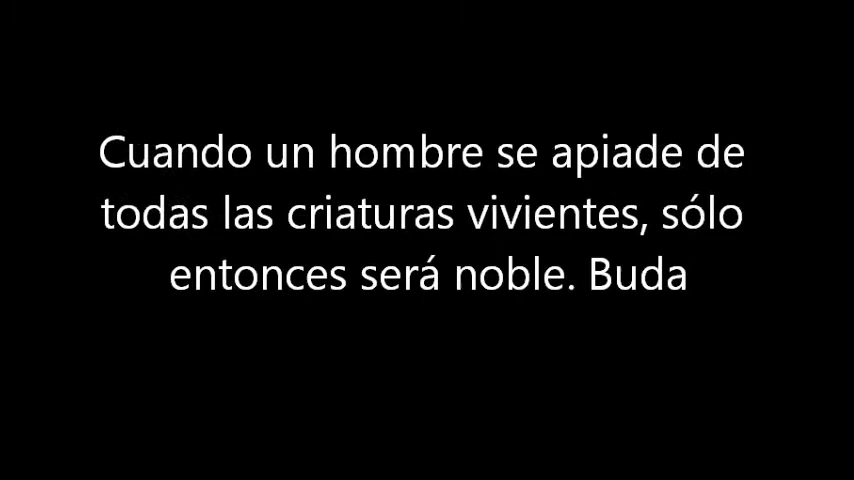 Cuando un hombre se apiade de
todas las criaturas vivientes, sólo
entonces será noble. Buda